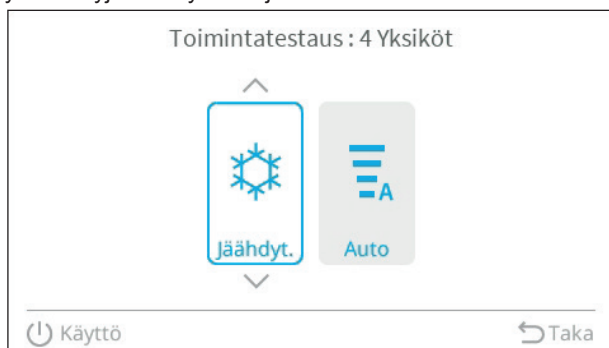 Toimintatestaus : 4 Yksiköt
A
Jäähdyt.
Auto
Käyttö
Taka